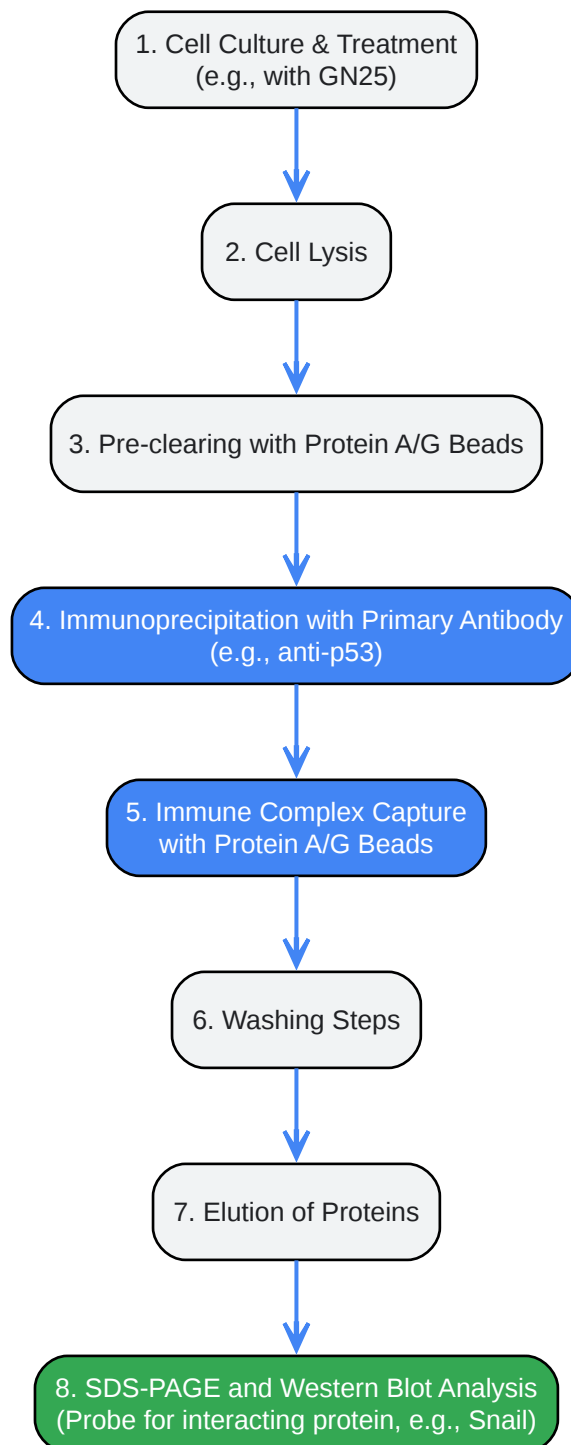 1. Cell Culture & Treatment
(e.g., with GN25)
2. Cell Lysis
3. Pre-clearing with Protein A/G Beads
4. Immunoprecipitation with Primary Antibody
(e.g., anti-p53)
5. Immune Complex Capture
with Protein A/G Beads
6. Washing Steps
7. Elution of Proteins
8. SDS-PAGE and Western Blot Analysis
(Probe for interacting protein, e.g., Snail)